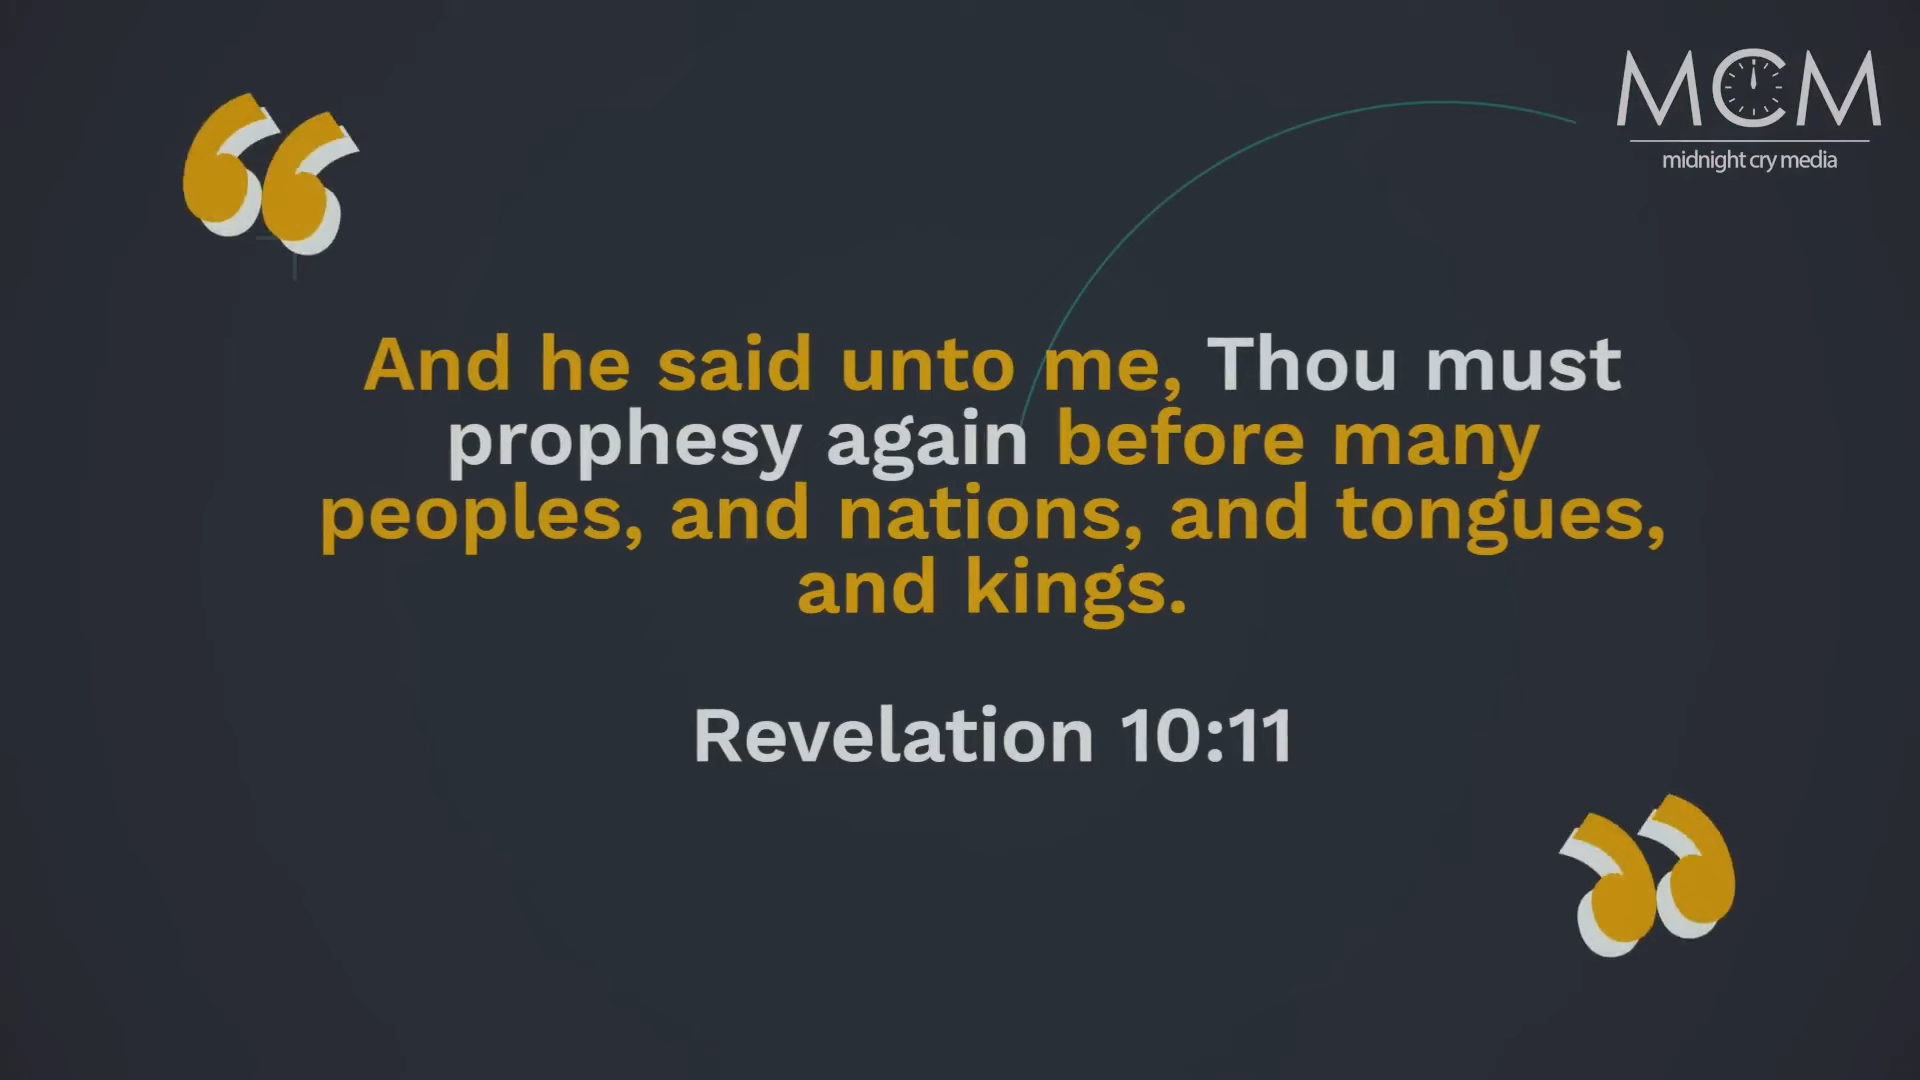 MCM
midnight cry media
And he said unto me, Thou must
prophesy again before many
peoples, and nations, and tongues,
and kings.
Revelation 10:11